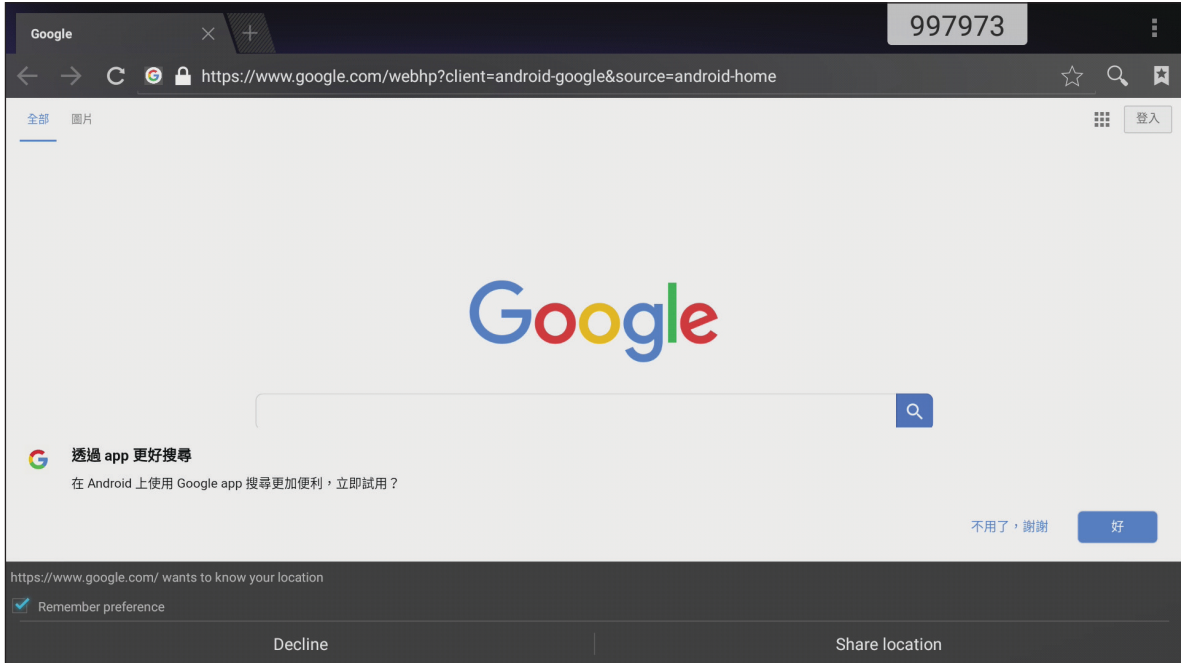 Google
997973
https://www.google.com/webhp?client=android-google&source=android-home
全部 圖片
登入
Google
透過 app 更好搜尋
在 Android 上使用 Google app 搜尋更加便利，立即試用？
不用了，謝謝 好
https://www.google.com/ wants to know your location
Remember preference
Decline Share location